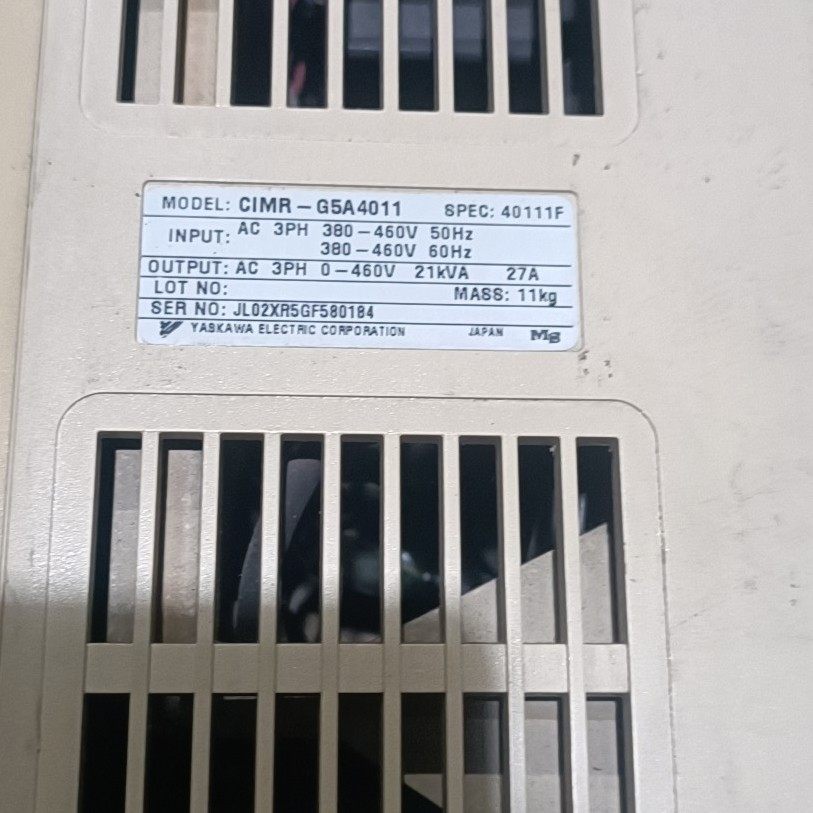 MODEL: CIMR-G5A4011 SPEC: 40111F
INPUT: AC 3PH 380-460V 50Hz
380-460V 60Hz
OUTPUT: AC 3PH 0-460V 21kVA 27A
LOT NO: MASS: 11kg
SER NO: JL02XR5GF580184
YASKAWA ELECTRIC CORPORATION JAPAN MS